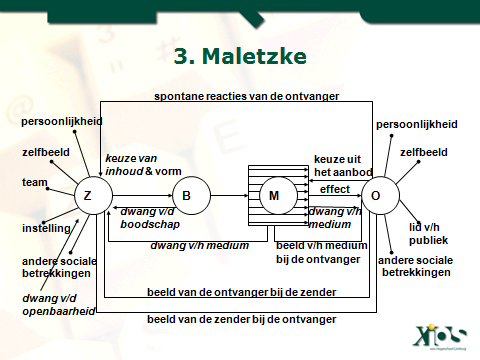 3. Maletzke
spontane reacties van de ontvanger
persoonlijkheid
zelfbeeld
team
instelling
andere sociale
betrekkingen
dwang v/d
openbaarheid
keuze van
inhoud & vorm
Z
B
M
O
dwang v/d
boodschap
keuze uit
het aanbod
effect
dwang v/h
medium
dwang v/h medium
beeld v/h medium
bij de ontvanger
persoonlijkheid
zelfbeeld
lid v/h
publiek
andere sociale
betrekkingen
beeld van de ontvanger bij de zender
beeld van de zender bij de ontvanger
XIOS